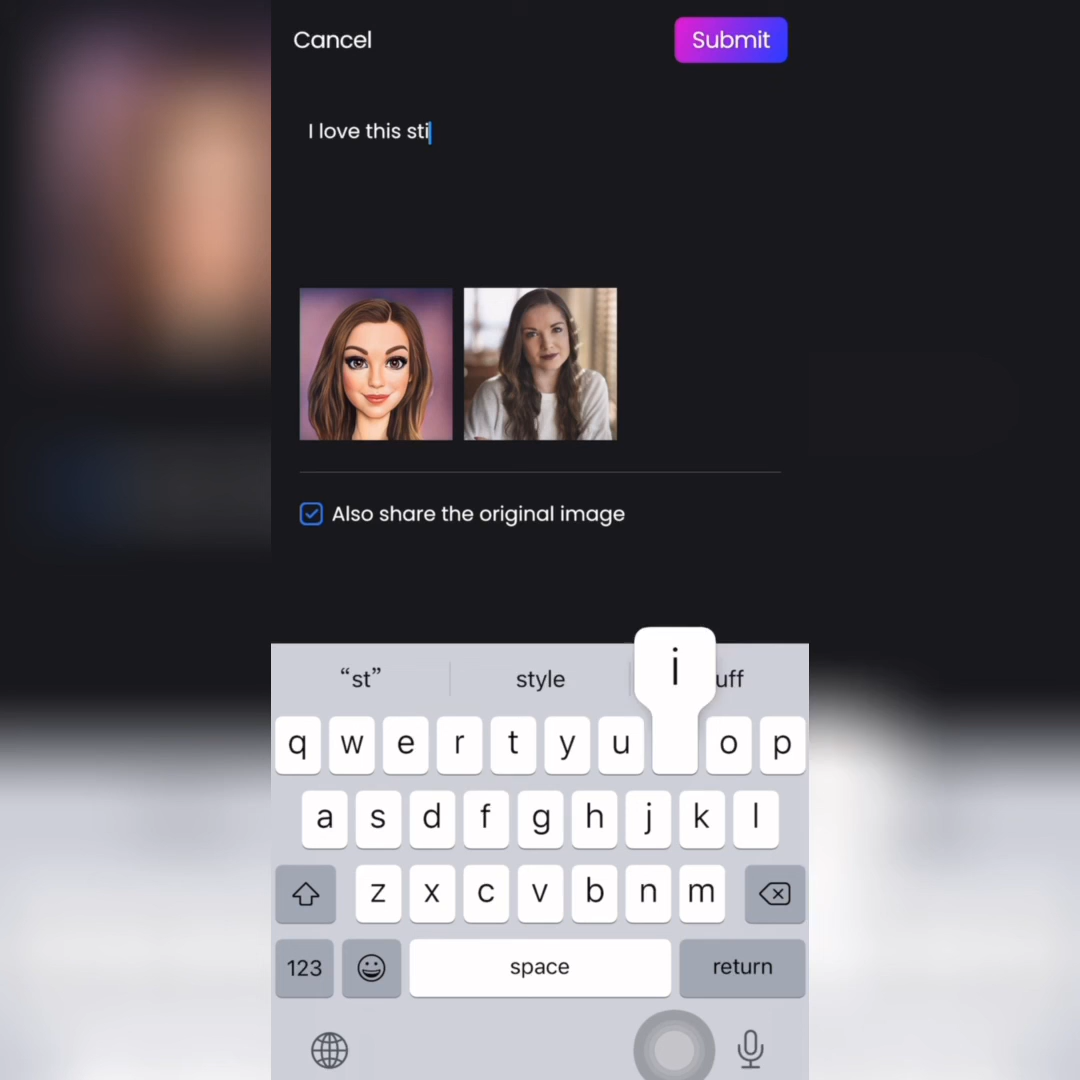 Cancel
Submit
I love this sti
Also share the original image
“st” style uff
i
q w e r t y u o p
a s d f g h j k l
z x c v b n m
123 space return